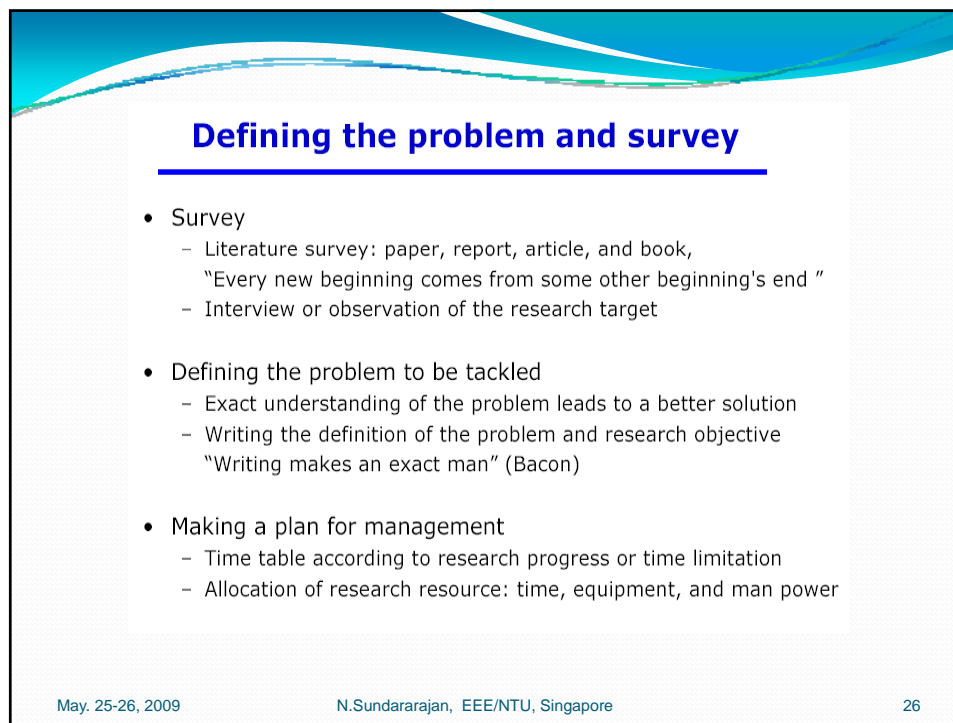 Defining the problem and survey
• Survey
– Literature survey: paper, report, article, and book,
“Every new beginning comes from some other beginning's end ”
– Interview or observation of the research target
• Defining the problem to be tackled
– Exact understanding of the problem leads to a better solution
– Writing the definition of the problem and research objective
“Writing makes an exact man” (Bacon)
• Making a plan for management
– Time table according to research progress or time limitation
– Allocation of research resource: time, equipment, and man power
May. 25-26, 2009 N.Sundararajan, EEE/NTU, Singapore 26